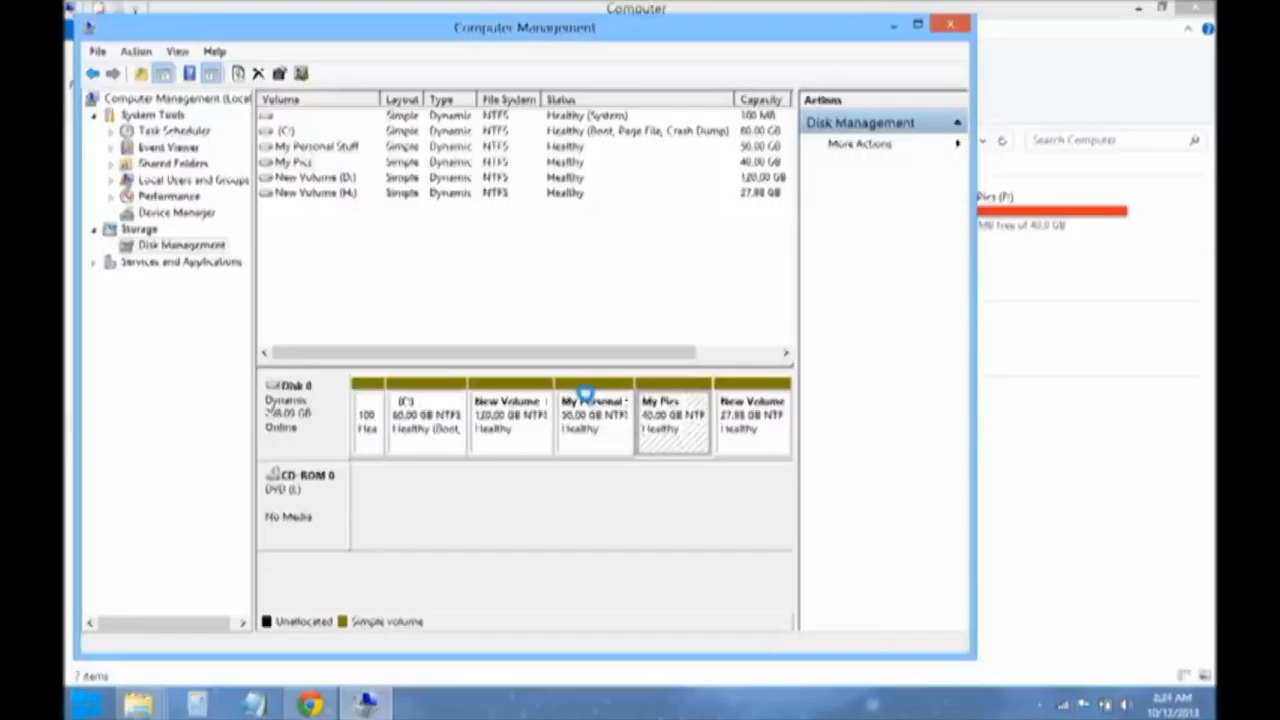 Computer
Computer Management
File Action View Help
Computer Management (Local
System Tools
Task Scheduler
Event Viewer
Shared Folders
Local Users and Groups
Performance
Device Manager
Storage
Disk Management
Services and Applications
Volume Layout Type File System Status Capacity
Simple Dynamic NTFS Healthy (System) 100 MB
(C:) Simple Dynamic NTFS Healthy (Boot, Page File, Crash Dump) 60.00 GB
My Personal Stuff Simple Dynamic NTFS Healthy 50.00 GB
My Pics Simple Dynamic NTFS Healthy 40.00 GB
New Volume (D:) Simple Dynamic NTFS Healthy 120.00 GB
New Volume (H:) Simple Dynamic NTFS Healthy 27.98 GB
Actions
Disk Management
More Actions
Search Computer
Pics (F:)
MB free of 40.0 GB
Disk 0
Dynamic
GB
Online
100
Hea
(C:)
60.00 GB NTFS
Healthy (Boot,
New Volume (
120.00 GB NTFS
Healthy
My Personal
50.00 GB NTFS
Healthy
My Pics
40.00 GB NTF
Healthy
New Volume
27.98 GB NTF
Healthy
CD-ROM 0
DVD (I:)
No Media
Unallocated Simple volume
7 items
8:24 AM
10/12/2013